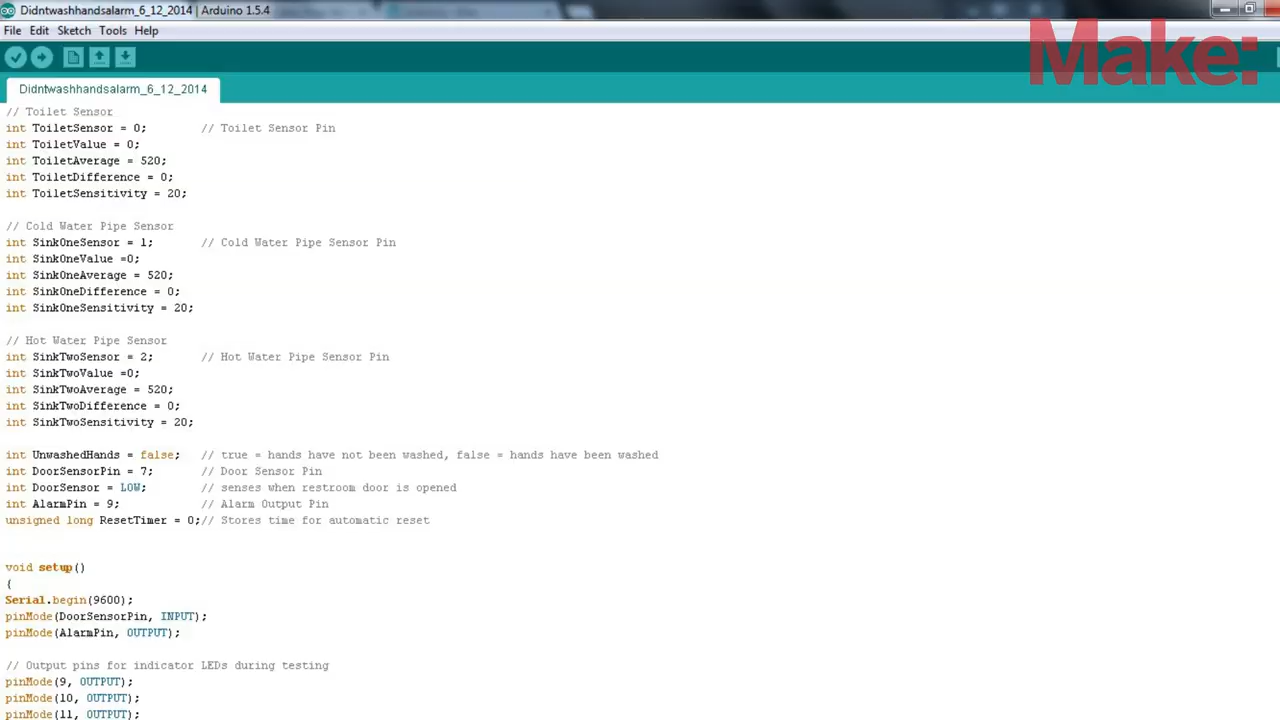 Didntwashhandsalarm_6_12_2014 | Arduino 1.5.4
File Edit Sketch Tools Help
Make:
Didntwashhandsalarm_6_12_2014
// Toilet Sensor
int ToiletSensor = 0; // Toilet Sensor Pin
int ToiletValue = 0;
int ToiletAverage = 520;
int ToiletDifference = 0;
int ToiletSensitivity = 20;
// Cold Water Pipe Sensor
int SinkOneSensor = 1; // Cold Water Pipe Sensor Pin
int SinkOneValue =0;
int SinkOneAverage = 520;
int SinkOneDifference = 0;
int SinkOneSensitivity = 20;
// Hot Water Pipe Sensor
int SinkTwoSensor = 2; // Hot Water Pipe Sensor Pin
int SinkTwoValue =0;
int SinkTwoAverage = 520;
int SinkTwoDifference = 0;
int SinkTwoSensitivity = 20;
int UnwashedHands = false; // true = hands have not been washed, false = hands have been washed
int DoorSensorPin = 7; // Door Sensor Pin
int DoorSensor = LOW; // senses when restroom door is opened
int AlarmPin = 9; // Alarm Output Pin
unsigned long ResetTimer = 0;// Stores time for automatic reset
void setup()
{
Serial.begin(9600);
pinMode(DoorSensorPin, INPUT);
pinMode(AlarmPin, OUTPUT);
// Output pins for indicator LEDs during testing
pinMode(9, OUTPUT);
pinMode(10, OUTPUT);
pinMode(11, OUTPUT);